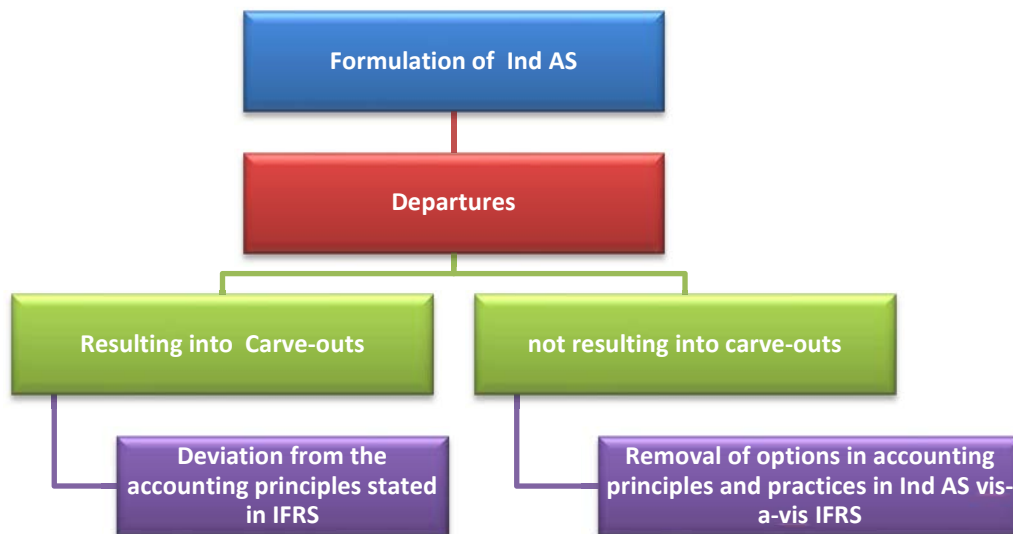 Formulation of Ind AS
Departures
Resulting into Carve-outs
not resulting into carve-outs
Deviation from the
accounting principles stated
in IFRS
Removal of options in accounting
principles and practices in Ind AS vis-
a-vis IFRS